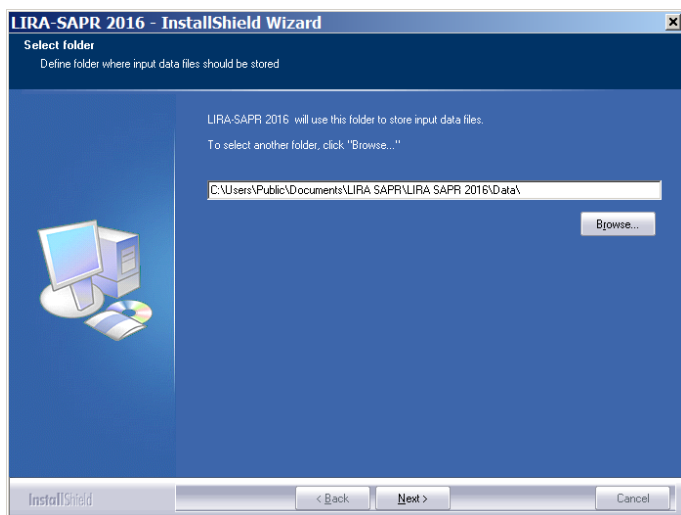 LIRA-SAPR 2016 - InstallShield Wizard
Select folder
Define folder where input data files should be stored
LIRA-SAPR 2016 will use this folder to store input data files.
To select another folder, click "Browse..."
C:\Users\Public\Documents\LIRA SAPR\LIRA SAPR 2016\Data\
Browse...
InstallShield
< Back
Next >
Cancel